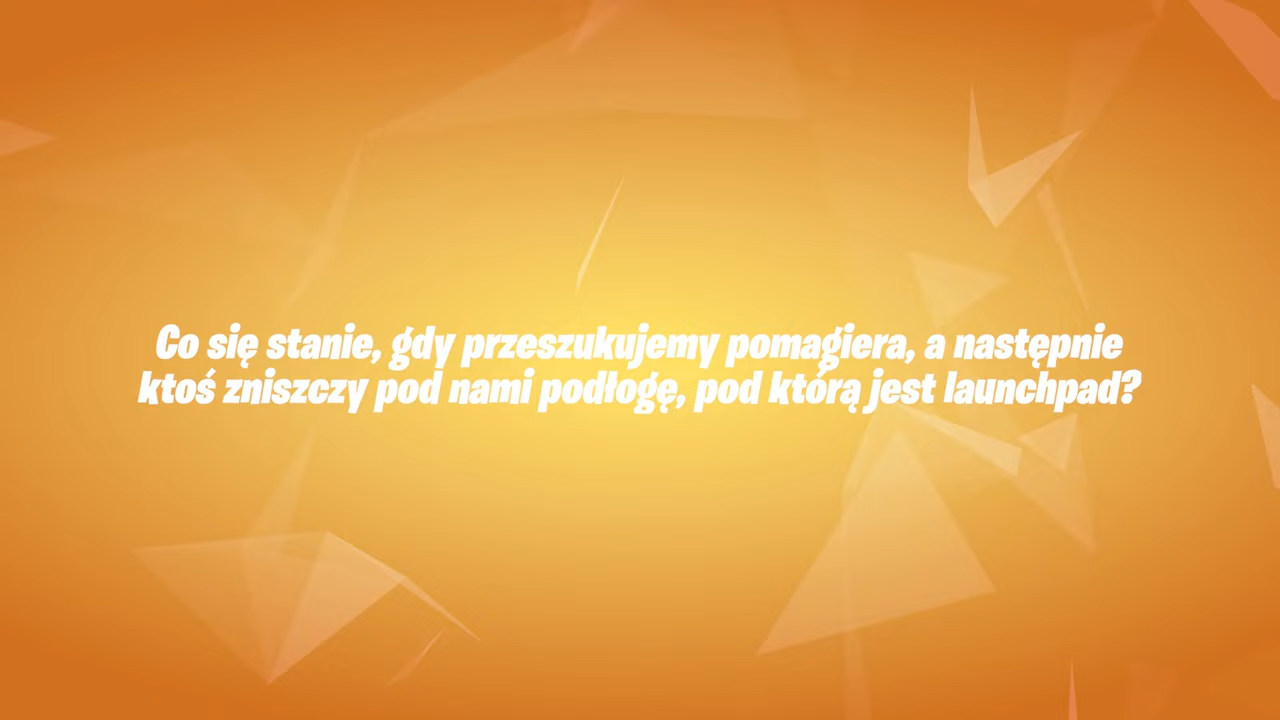 Co się stanie, gdy przeszukujemy pomagiera, a następnie
ktoś zniszczy pod nami podłogę, pod którą jest launchpad?